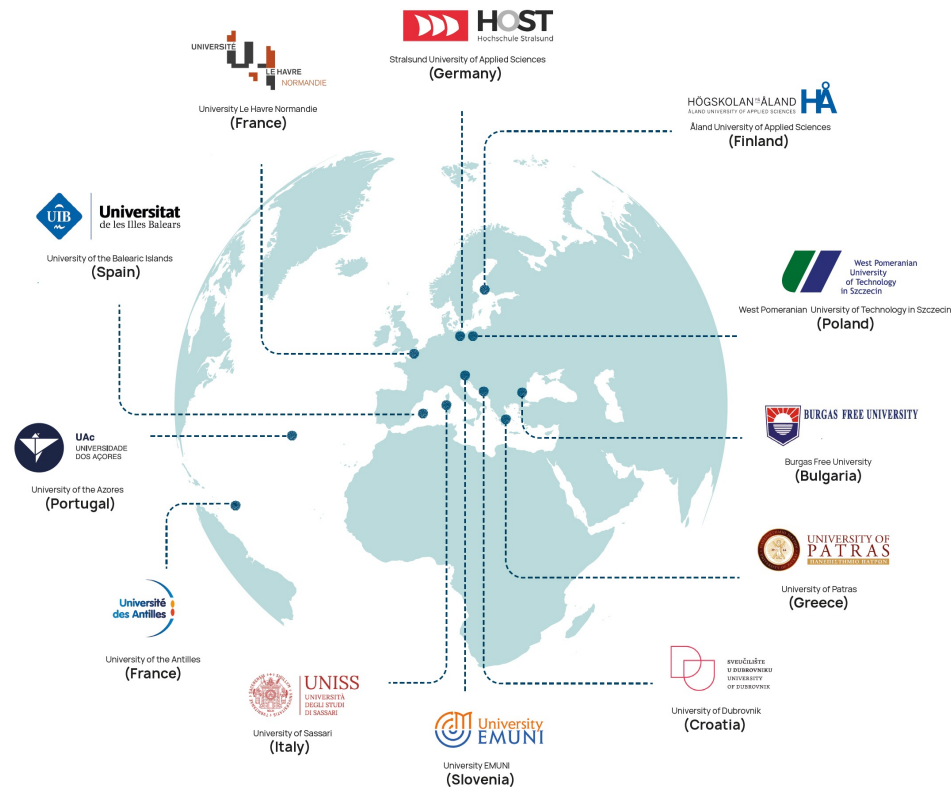 HOST
Hochschule Stralsund
Stralsund University of Applied Sciences
(Germany)
UNIVERSITÉ
LE HAVRE
NORMANDIE
University Le Havre Normandie
(France)
HÖGSKOLAN PÅ ÅLAND HÅ
ÅLAND UNIVERSITY OF APPLIED SCIENCES
Åland University of Applied Sciences
(Finland)
UIB
Universitat
de les Illes Balears
University of the Balearic Islands
(Spain)
West Pomeranian
University
of Technology
in Szczecin
West Pomeranian University of Technology in Szczecin
(Poland)
UAc
UNIVERSIDADE
DOS AÇORES
University of the Azores
(Portugal)
BURGAS FREE UNIVERSITY
Burgas Free University
(Bulgaria)
UNIVERSITY OF
PATRAS
ΠΑΝΕΠΙΣΤΗΜΙΟ ΠΑΤΡΩΝ
University of Patras
(Greece)
Université
des Antilles
University of the Antilles
(France)
UNISS
UNIVERSITÀ
DEGLI STUDI
DI SASSARI
University of Sassari
(Italy)
University
EMUNI
University EMUNI
(Slovenia)
SVEUČILIŠTE
U DUBROVNIKU
UNIVERSITY
OF DUBROVNIK
University of Dubrovnik
(Croatia)